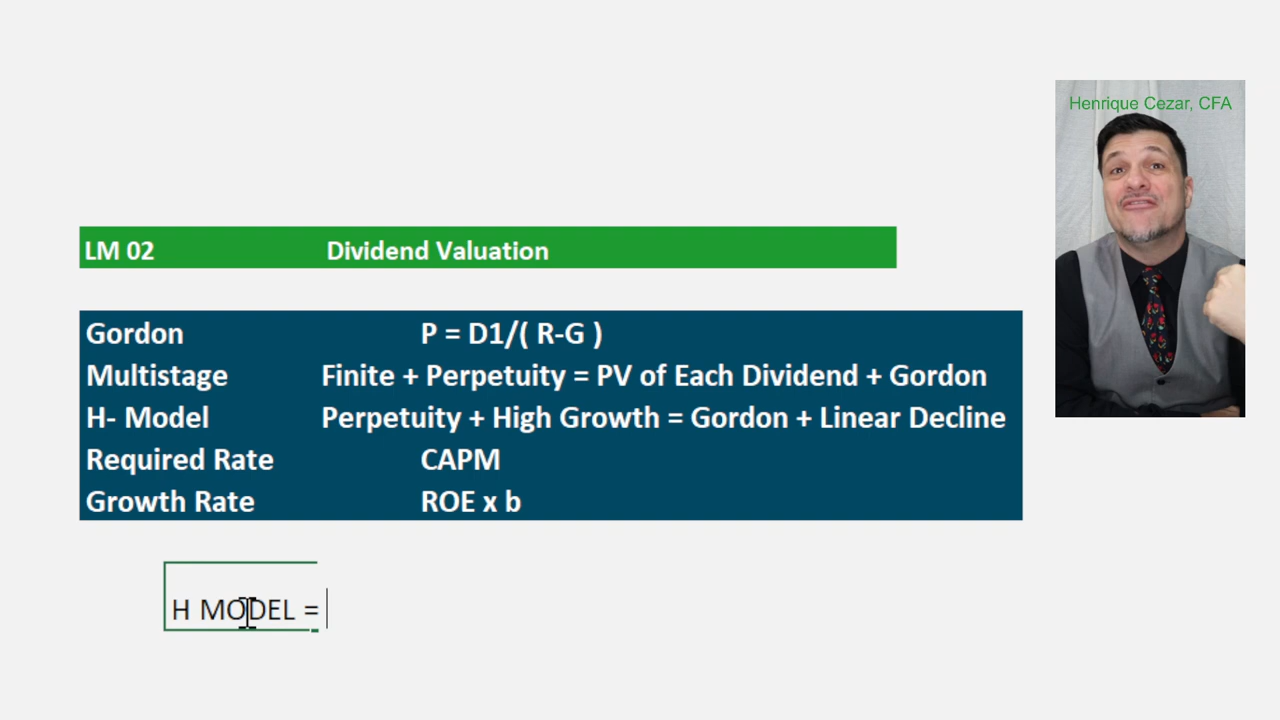 Henrique Cezar, CFA
LM 02 Dividend Valuation
Gordon P = D1/( R-G )
Multistage Finite + Perpetuity = PV of Each Dividend + Gordon
H- Model Perpetuity + High Growth = Gordon + Linear Decline
Required Rate CAPM
Growth Rate ROE x b
H MODEL =